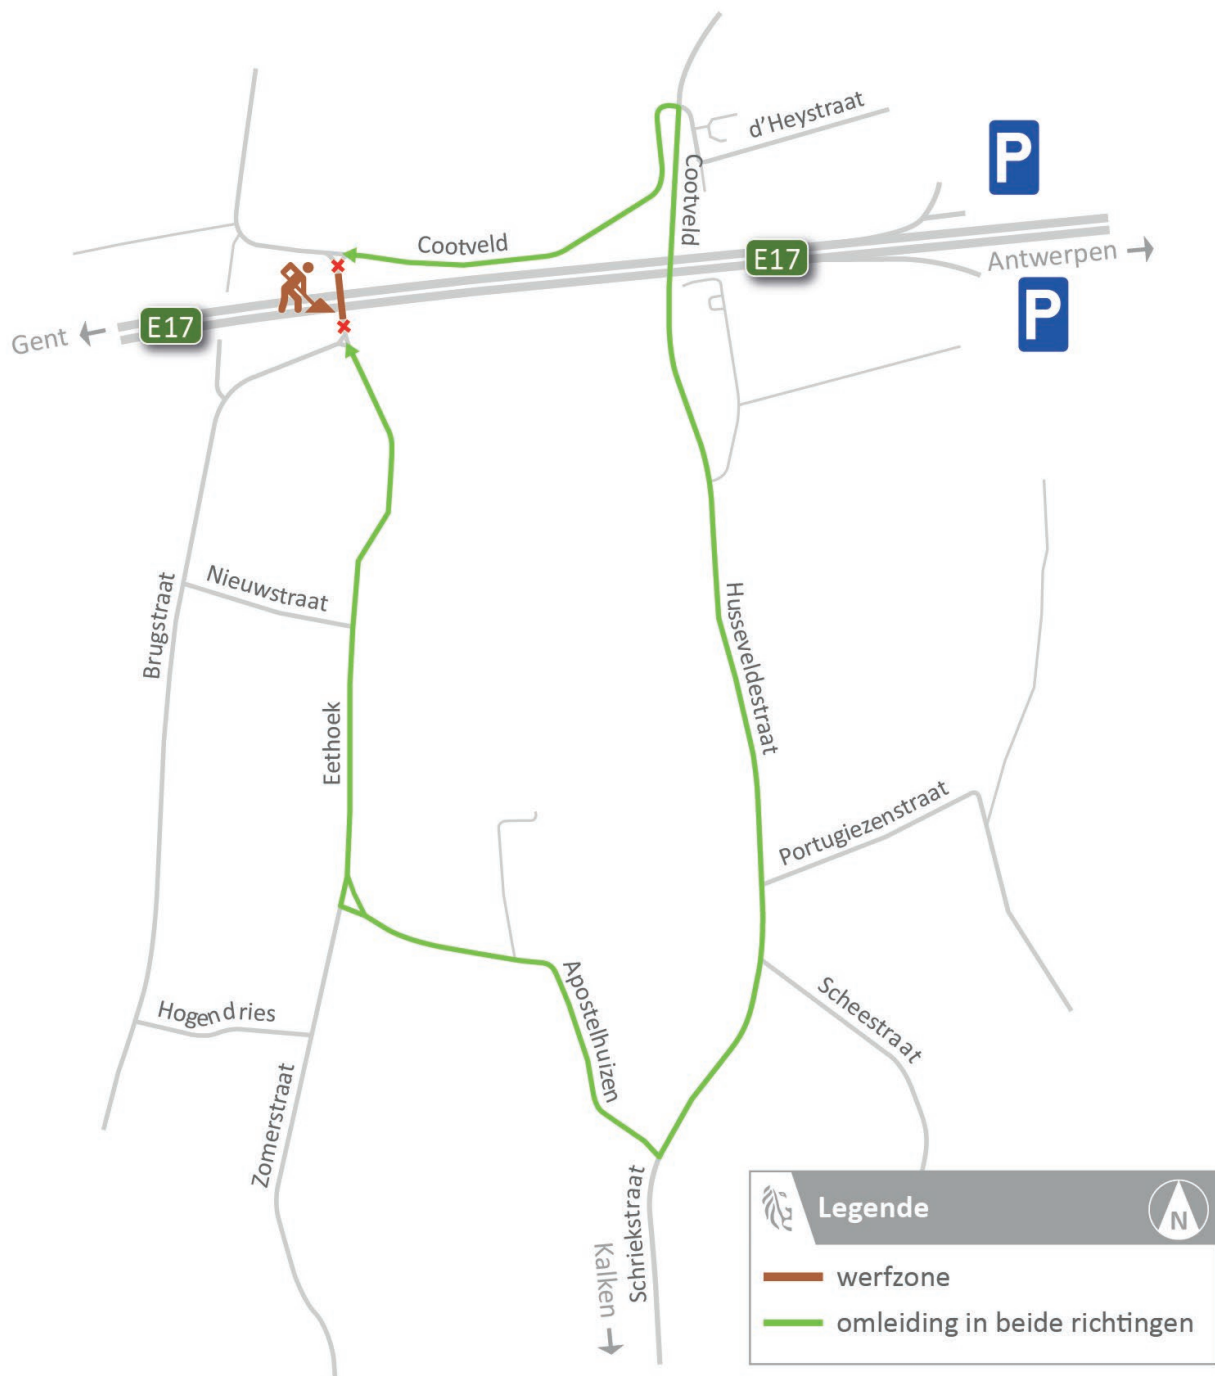 d'Heystraat
P
Cootveld
Cootveld
E17
Antwerpen
P
E17
Gent
Nieuwstraat
Brugstraat
Husseveldestraat
Eethoek
Portugiezenstraat
Apostelhuizen
Scheestraat
Hogendries
Zomerstraat
Schriekstraat
Kalken
Legende
N
werfzone
omleiding in beide richtingen